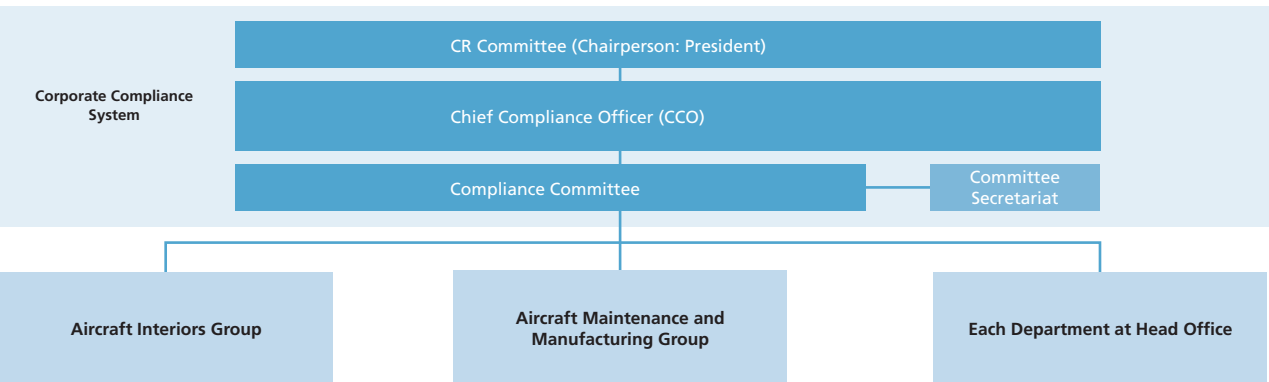 CR Committee (Chairperson: President)
Corporate Compliance
System
Chief Compliance Officer (CCO)
Compliance Committee
Committee
Secretariat
Aircraft Interiors Group
Aircraft Maintenance and
Manufacturing Group
Each Department at Head Office